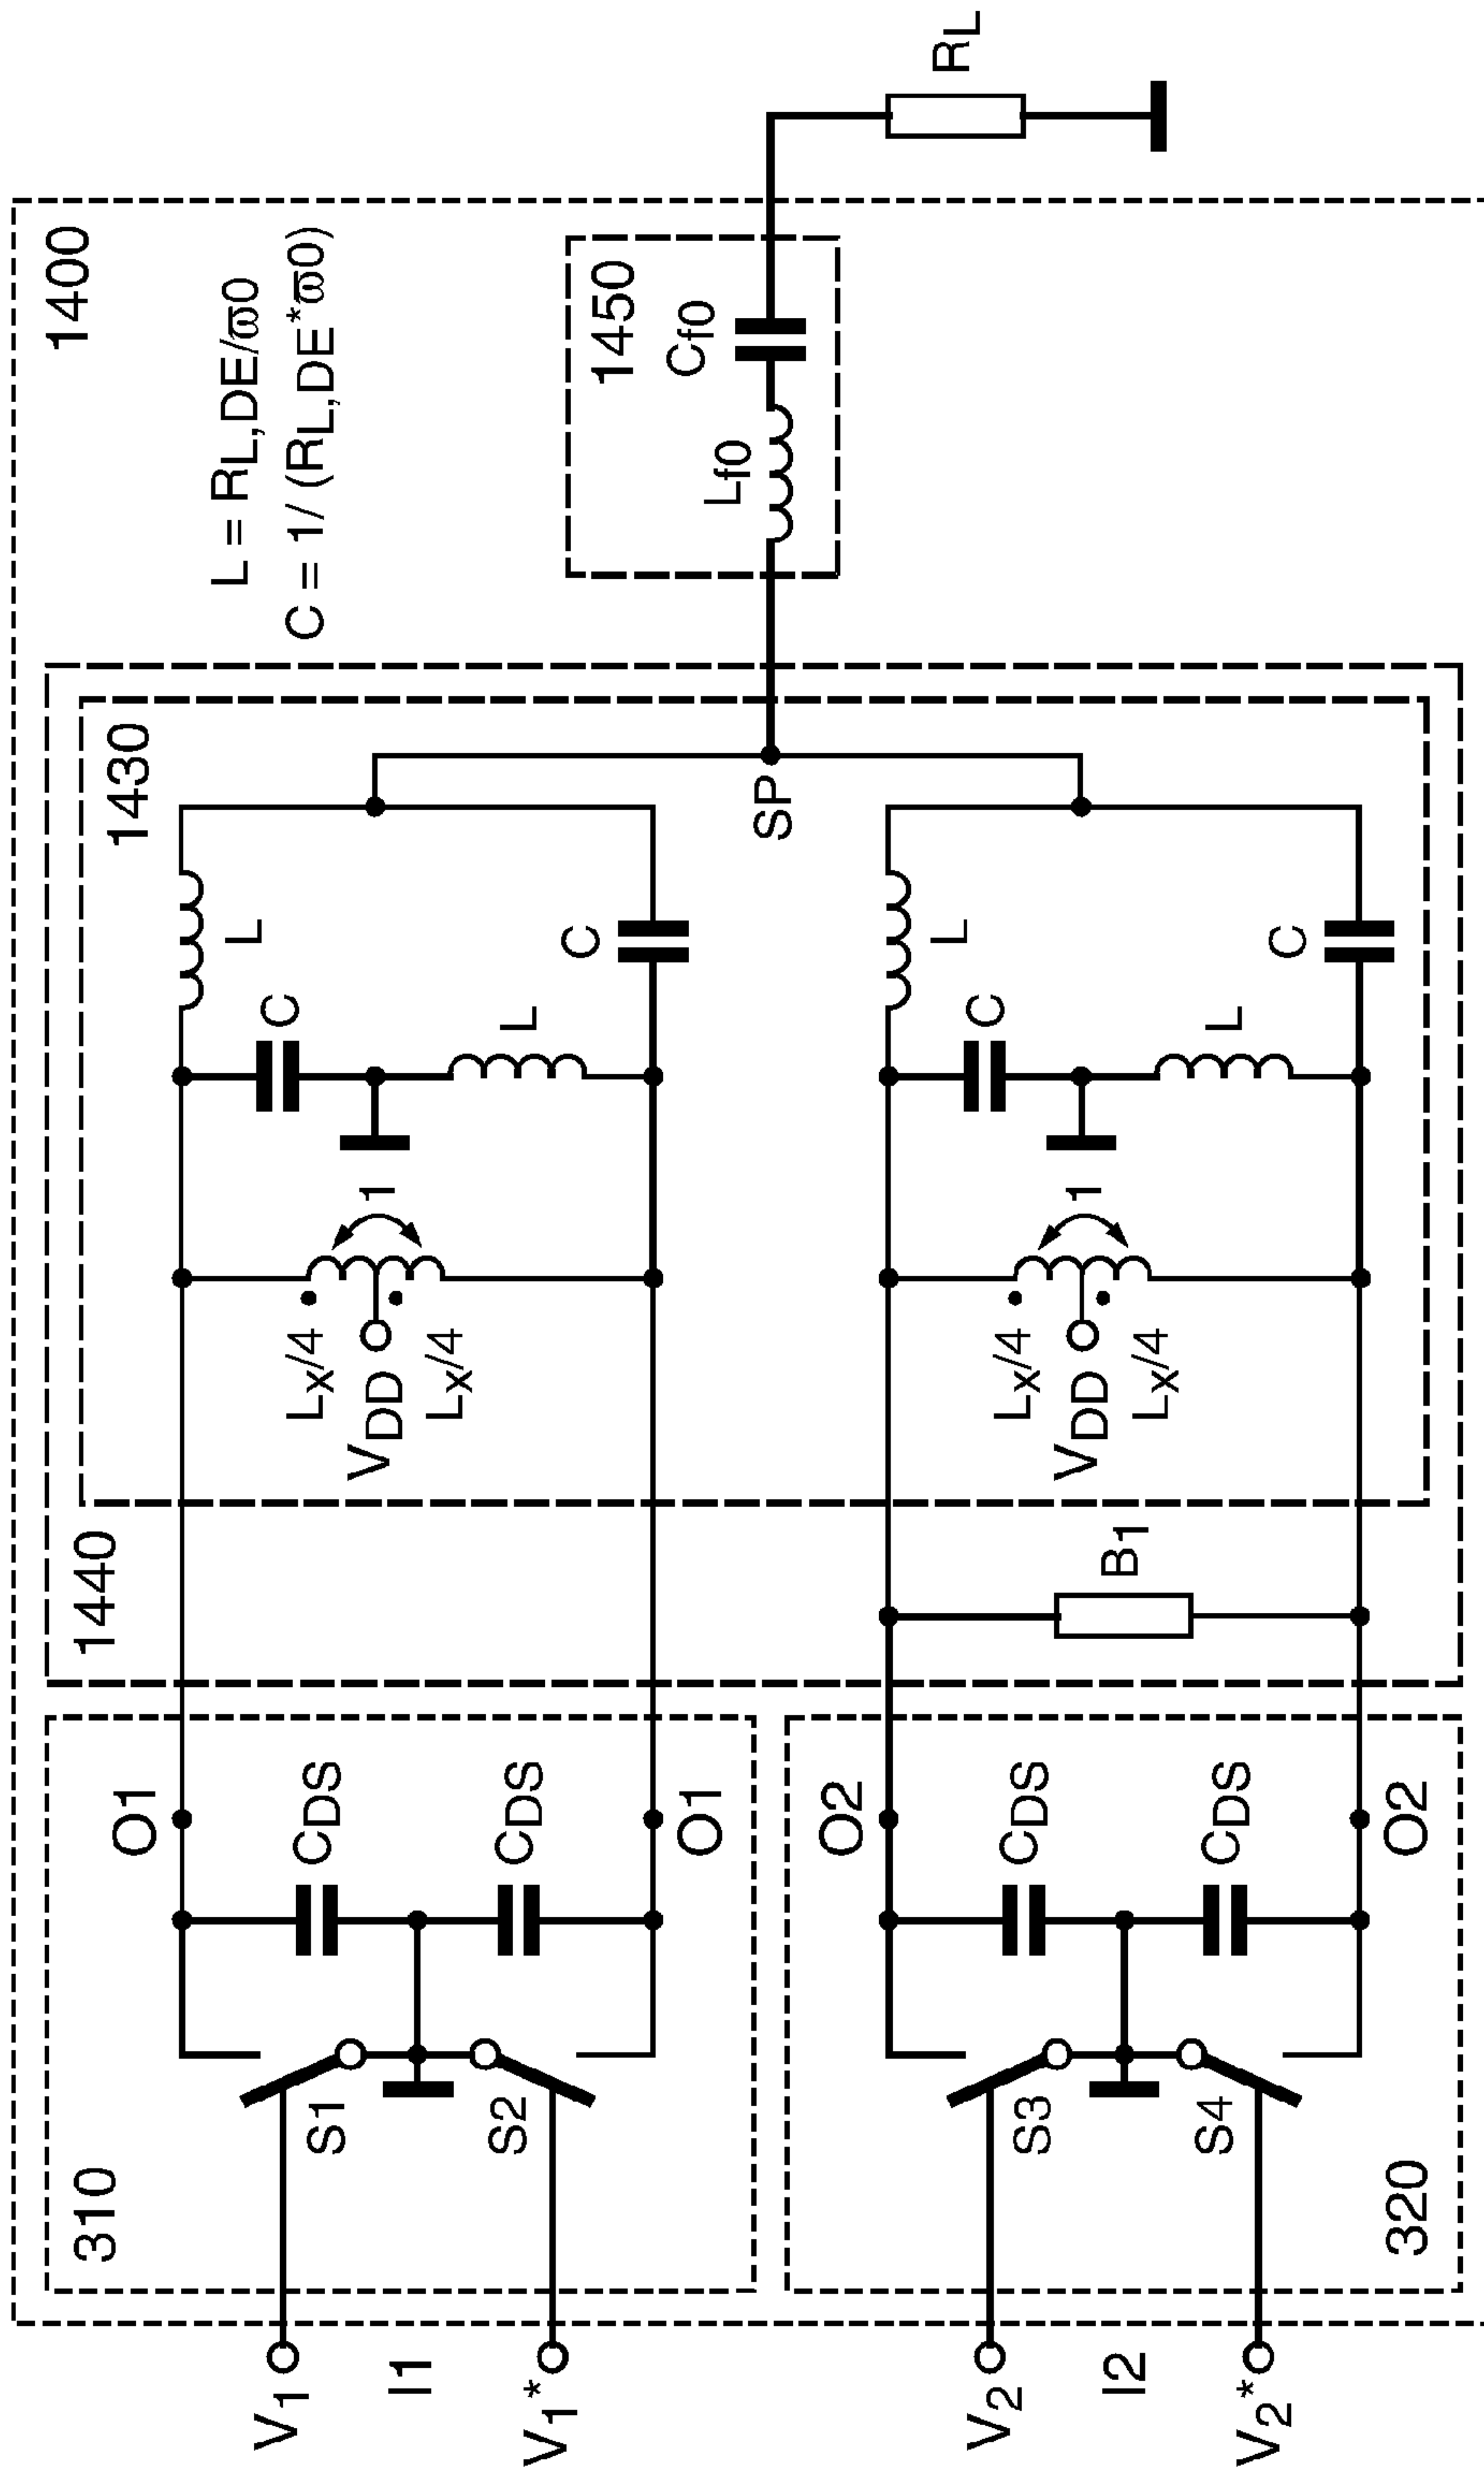 1400
L = RL,DE/ϖ0
C = 1/ (RL,DE*ϖ0)
1450
Lf0
Cf0
RL
1430
1440
310
O1
V1
I1
V1*
S1
S2
CDS
CDS
O1
Lx/4
VDD
Lx/4
1
C
L
L
C
SP
320
O2
V2
I2
V2*
S3
S4
CDS
CDS
O2
B1
Lx/4
VDD
Lx/4
1
C
L
L
C